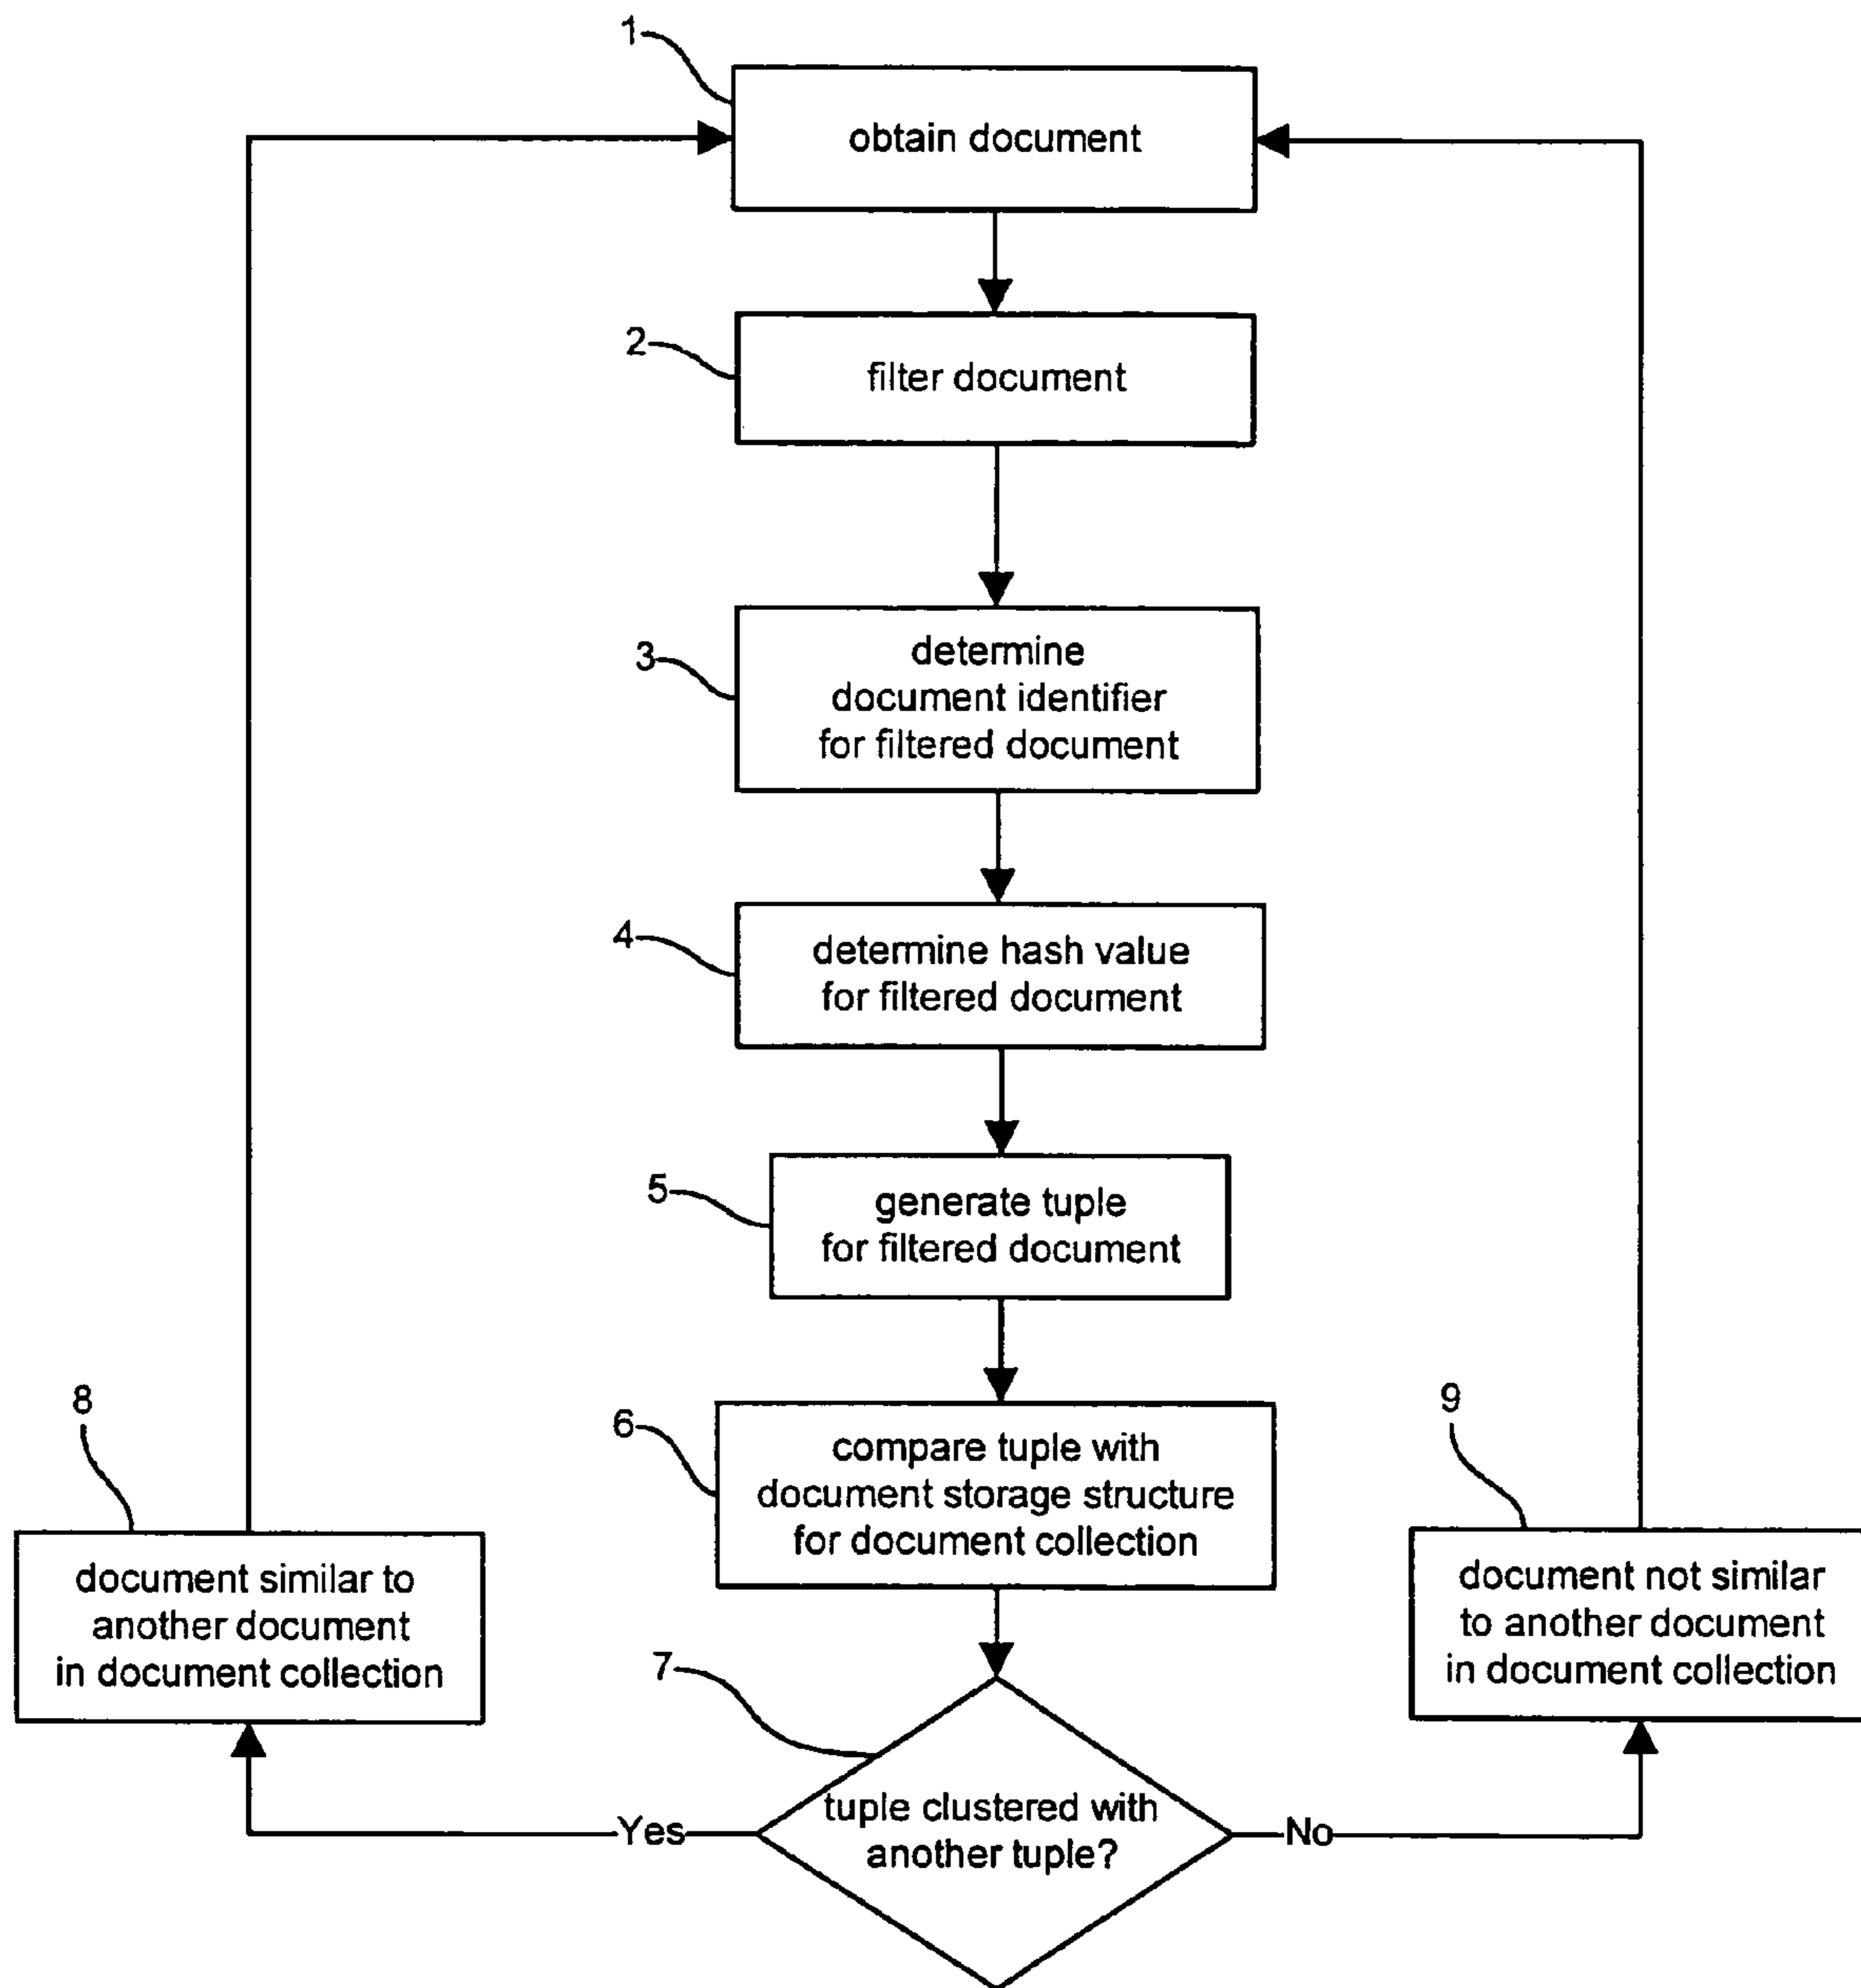 1
obtain document
2
filter document
3
determine
document identifier
for filtered document
4
determine hash value
for filtered document
5
generate tuple
for filtered document
6
compare tuple with
document storage structure
for document collection
8
document similar to
another document
in document collection
9
document not similar
to another document
in document collection
7
tuple clustered with
another tuple?
Yes
No